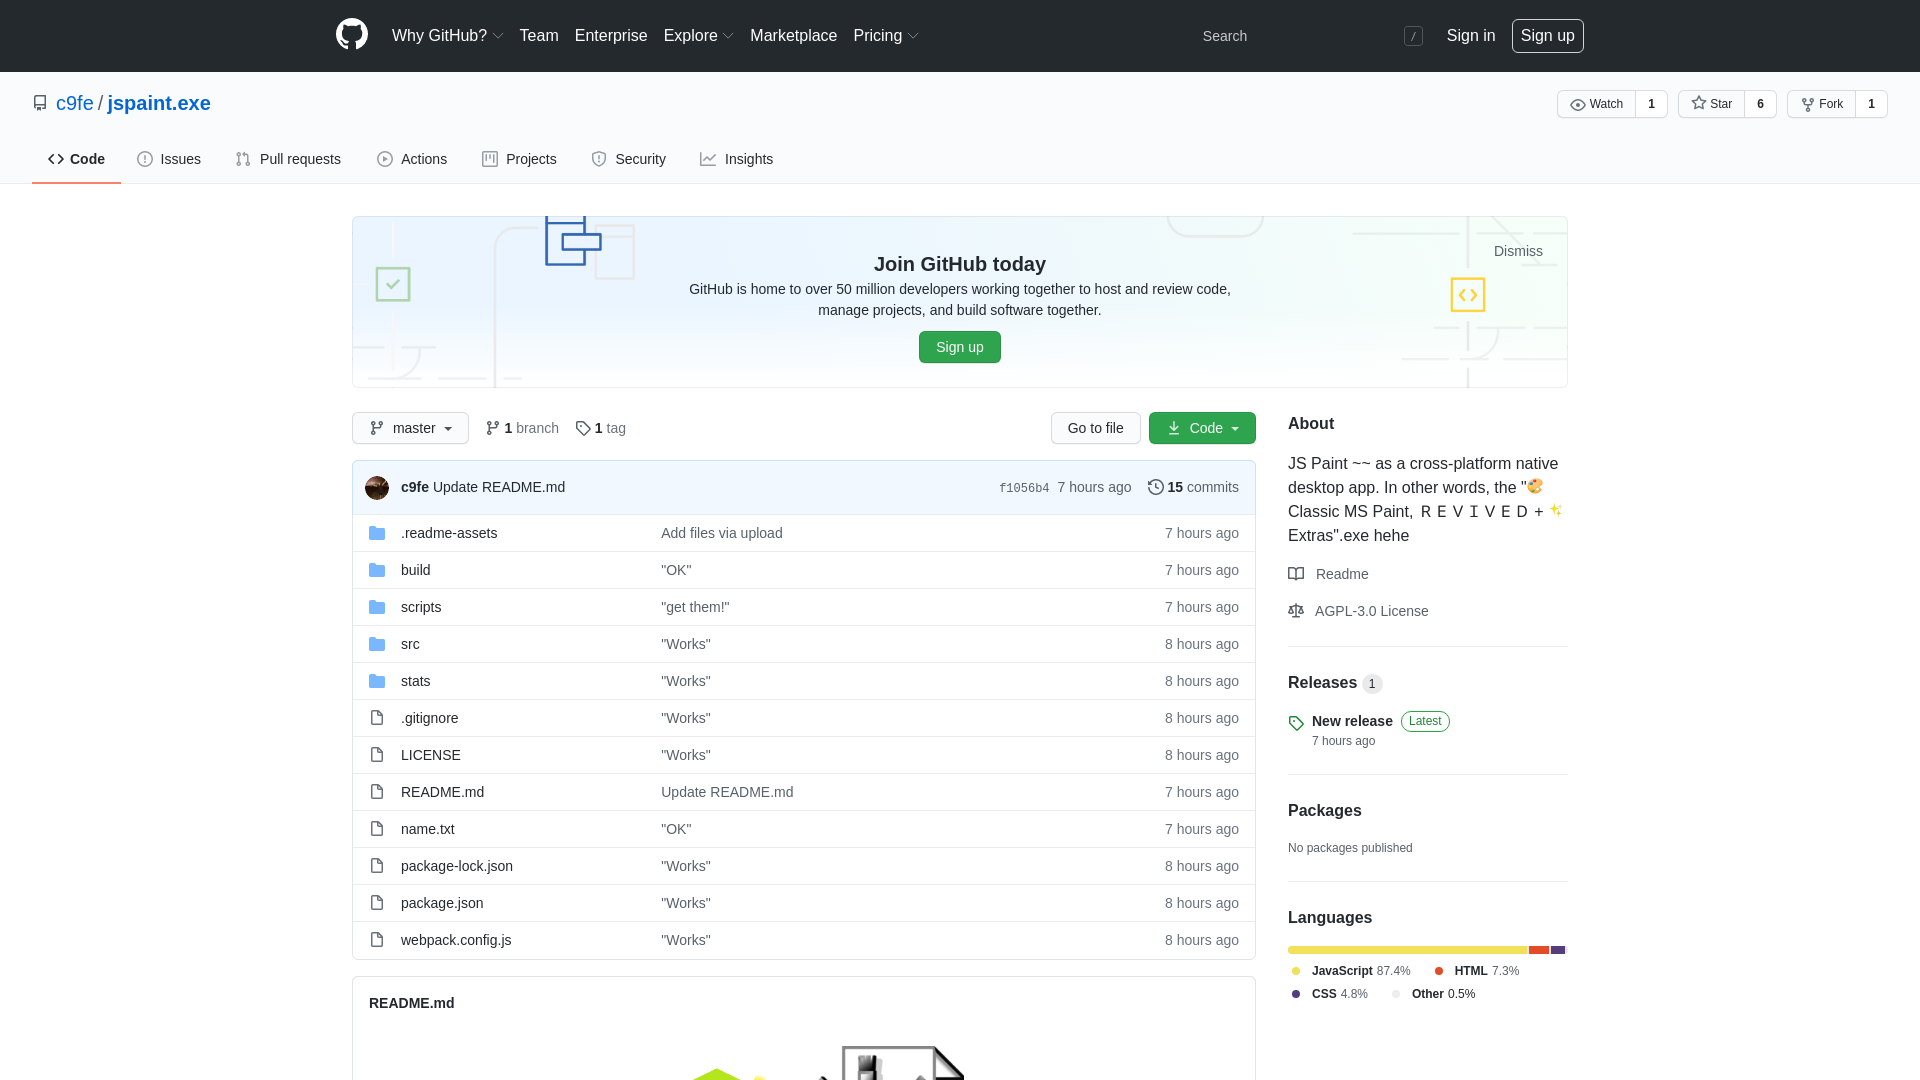 Why GitHub? Team Enterprise Explore Marketplace Pricing Search / Sign in Sign up
c9fe / jspaint.exe Watch 1 Star 6 Fork 1
Code Issues Pull requests Actions Projects Security Insights
Dismiss
Join GitHub today
GitHub is home to over 50 million developers working together to host and review code,
manage projects, and build software together.
Sign up
master 1 branch 1 tag Go to file Code
c9fe Update README.md f1056b4 7 hours ago 15 commits
.readme-assets Add files via upload 7 hours ago
build "OK" 7 hours ago
scripts "get them!" 7 hours ago
src "Works" 8 hours ago
stats "Works" 8 hours ago
.gitignore "Works" 8 hours ago
LICENSE "Works" 8 hours ago
README.md Update README.md 7 hours ago
name.txt "OK" 7 hours ago
package-lock.json "Works" 8 hours ago
package.json "Works" 8 hours ago
webpack.config.js "Works" 8 hours ago
README.md
About
JS Paint ~~ as a cross-platform native
desktop app. In other words, the "🎨
Classic MS Paint, ＲＥＶＩＶＥＤ + ✨
Extras".exe hehe
Readme
AGPL-3.0 License
Releases 1
New release Latest
7 hours ago
Packages
No packages published
Languages
JavaScript 87.4% HTML 7.3%
CSS 4.8% Other 0.5%